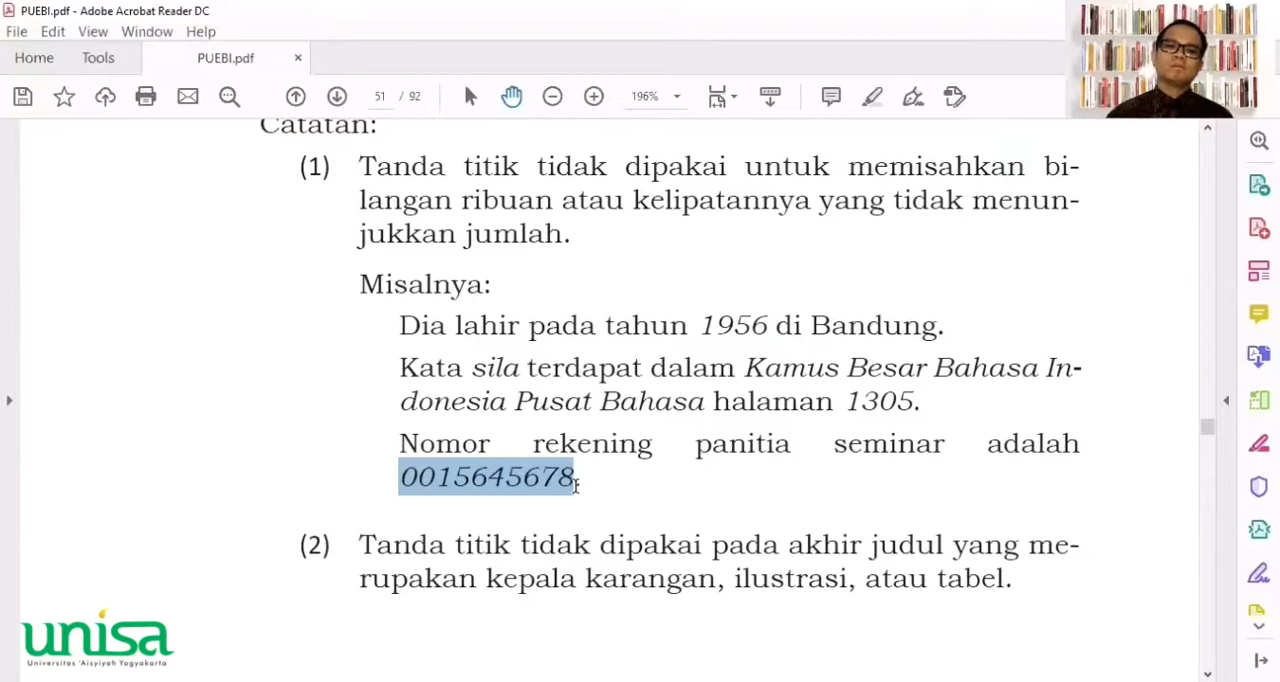 PUEBI.pdf - Adobe Acrobat Reader DC
File Edit View Window Help
Home Tools PUEBI.pdf ×
51 / 92 196%
Catatan:
(1) Tanda titik tidak dipakai untuk memisahkan bi-
langan ribuan atau kelipatannya yang tidak menun-
jukkan jumlah.
Misalnya:
Dia lahir pada tahun 1956 di Bandung.
Kata sila terdapat dalam Kamus Besar Bahasa In-
donesia Pusat Bahasa halaman 1305.
Nomor rekening panitia seminar adalah
0015645678
(2) Tanda titik tidak dipakai pada akhir judul yang me-
rupakan kepala karangan, ilustrasi, atau tabel.
unisa
Universitas 'Aisyiyah Yogyakarta